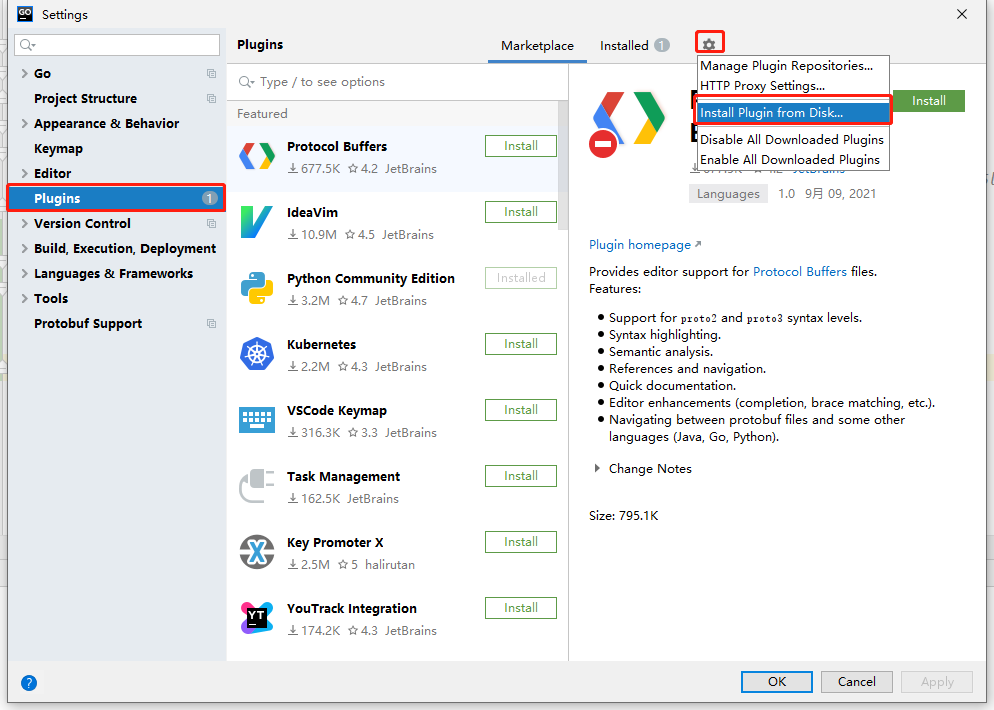 GO
Settings
Go
Project Structure
Appearance & Behavior
Keymap
Editor
Plugins
1
Version Control
Build, Execution, Deployment
Languages & Frameworks
Tools
Protobuf Support
Plugins
Marketplace
Installed 1
Type / to see options
Featured
Protocol Buffers
677.5K 4.2 JetBrains
Install
IdeaVim
10.9M 4.5 JetBrains
Install
Python Community Edition
3.2M 4.7 JetBrains
Installed
Kubernetes
2.2M 4.3 JetBrains
Install
VSCode Keymap
316.3K 3.3 JetBrains
Install
Task Management
162.5K JetBrains
Install
Key Promoter X
2.5M 5 halirutan
Install
YT
YouTrack Integration
174.2K 4.3 JetBrains
Install
Manage Plugin Repositories...
HTTP Proxy Settings...
Install Plugin from Disk...
Disable All Downloaded Plugins
Enable All Downloaded Plugins
Install
Languages 1.0 9月 09, 2021
Plugin homepage
Provides editor support for Protocol Buffers files.
Features:
Support for proto2 and proto3 syntax levels.
Syntax highlighting.
Semantic analysis.
References and navigation.
Quick documentation.
Editor enhancements (completion, brace matching, etc.).
Navigating between protobuf files and some other
languages (Java, Go, Python).
Change Notes
Size: 795.1K
?
OK
Cancel
Apply